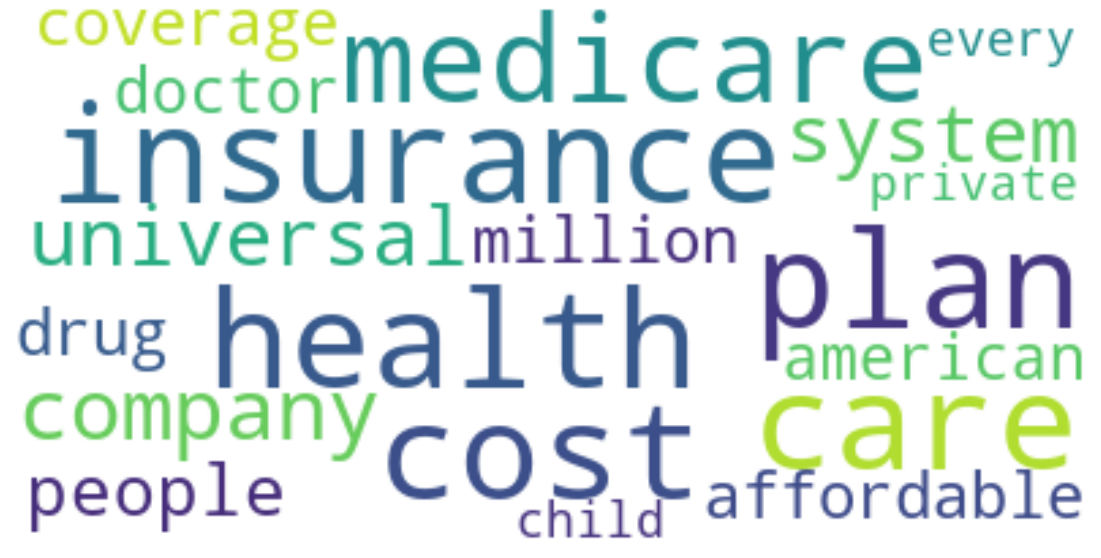 coverage medicare every
doctor
insurance system
private
universal million plan
drug health american
company cost care
people child affordable